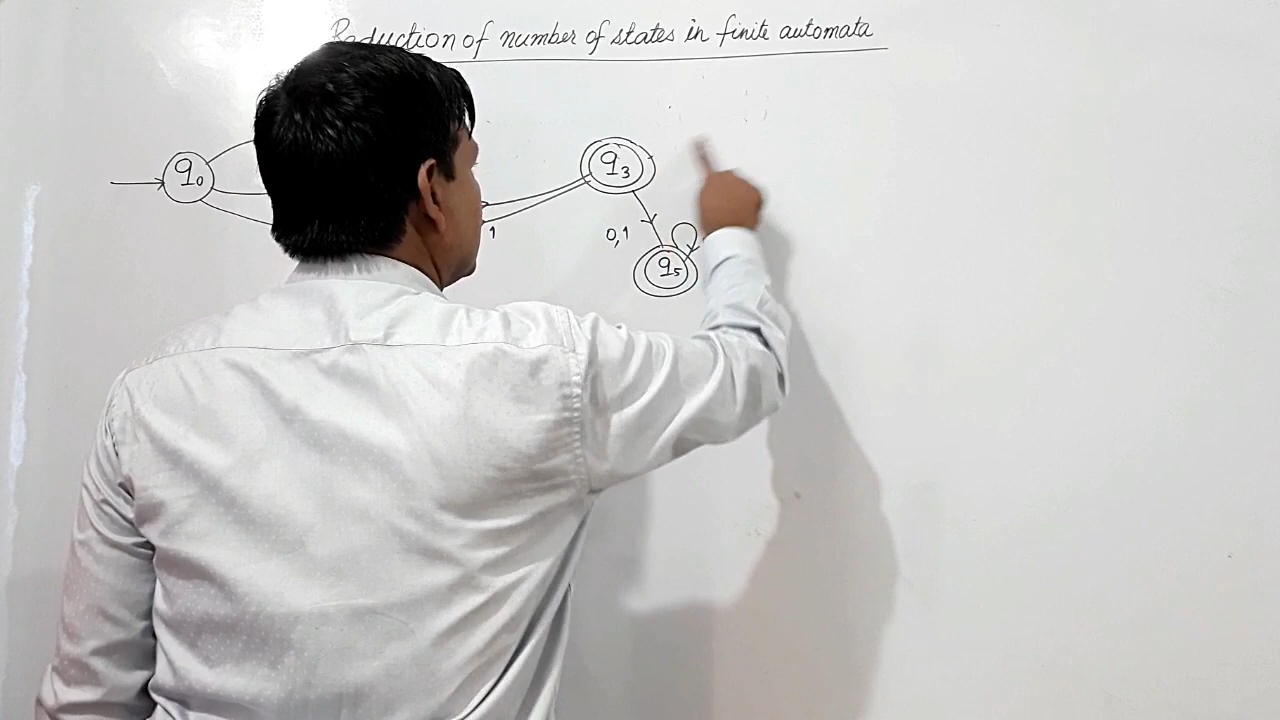 Reduction of number of states in finite automata
q0
q3
1
0,1
q5